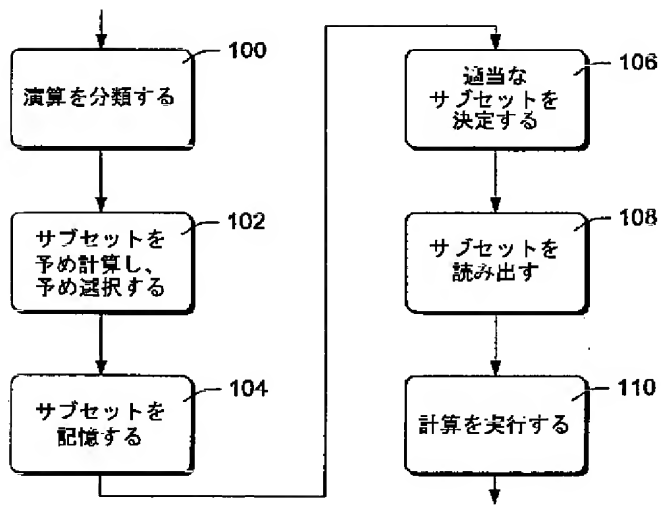 100
演算を分類する
102
サブセットを
予め計算し、
予め選択する
104
サブセットを
記憶する
106
適当な
サブセットを
決定する
108
サブセットを
読み出す
110
計算を実行する